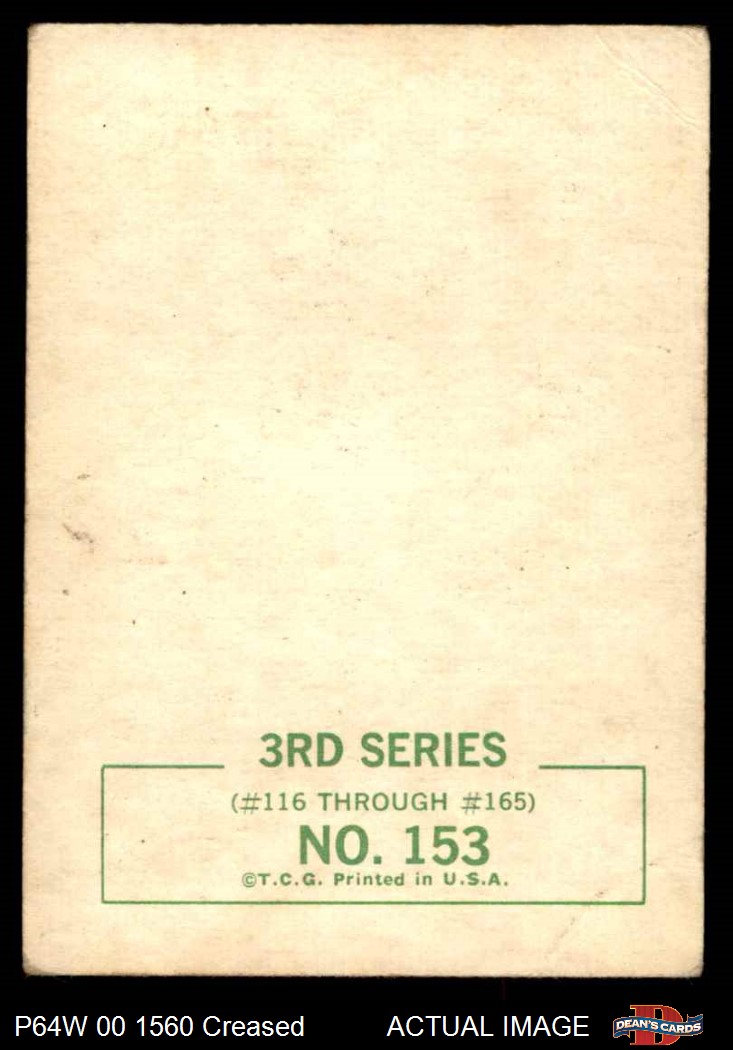 3RD SERIES
(#116 THROUGH #165)
NO. 153
©T.C.G. Printed in U.S.A.
P64W 00 1560 Creased ACTUAL IMAGE D DEAN'S CARDS